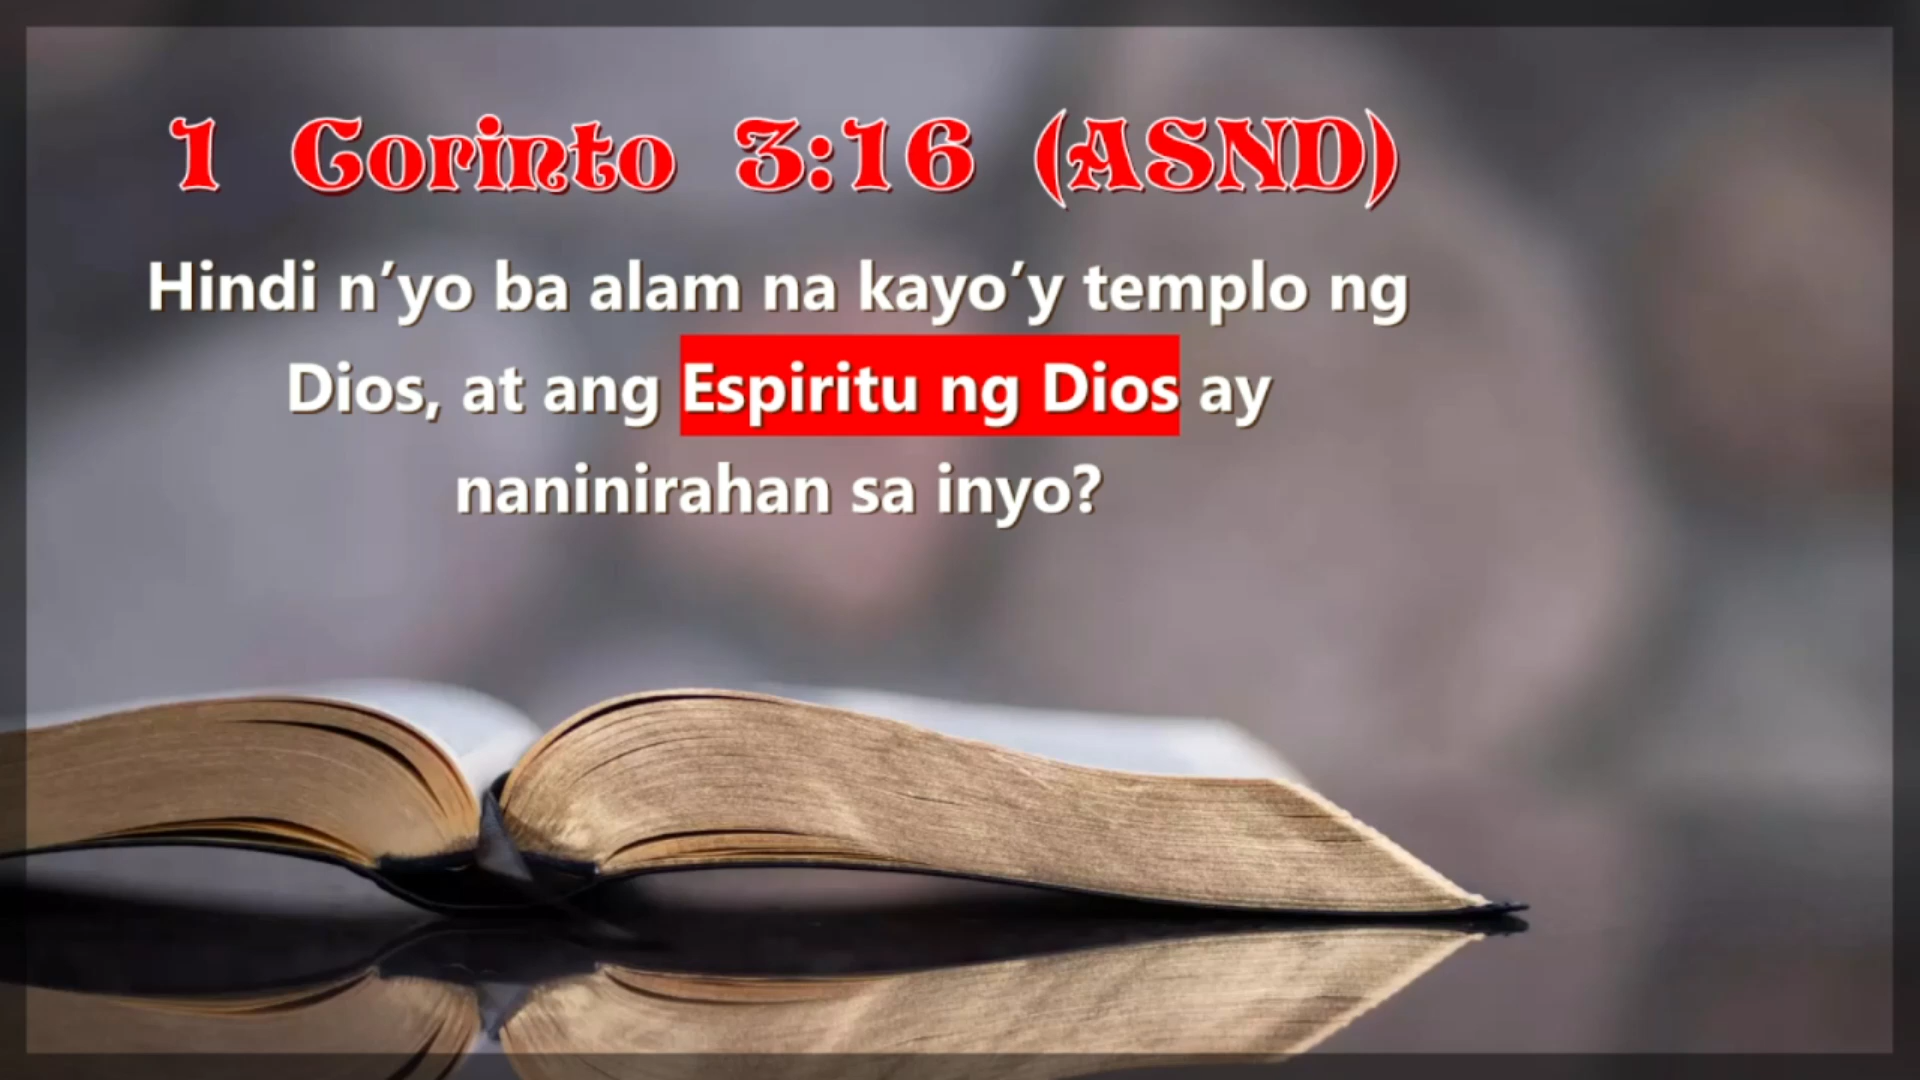 1 Corinto 3:16 (ASND)
Hindi n’yo ba alam na kayo’y templo ng
Dios, at ang Espiritu ng Dios ay
naninirahan sa inyo?